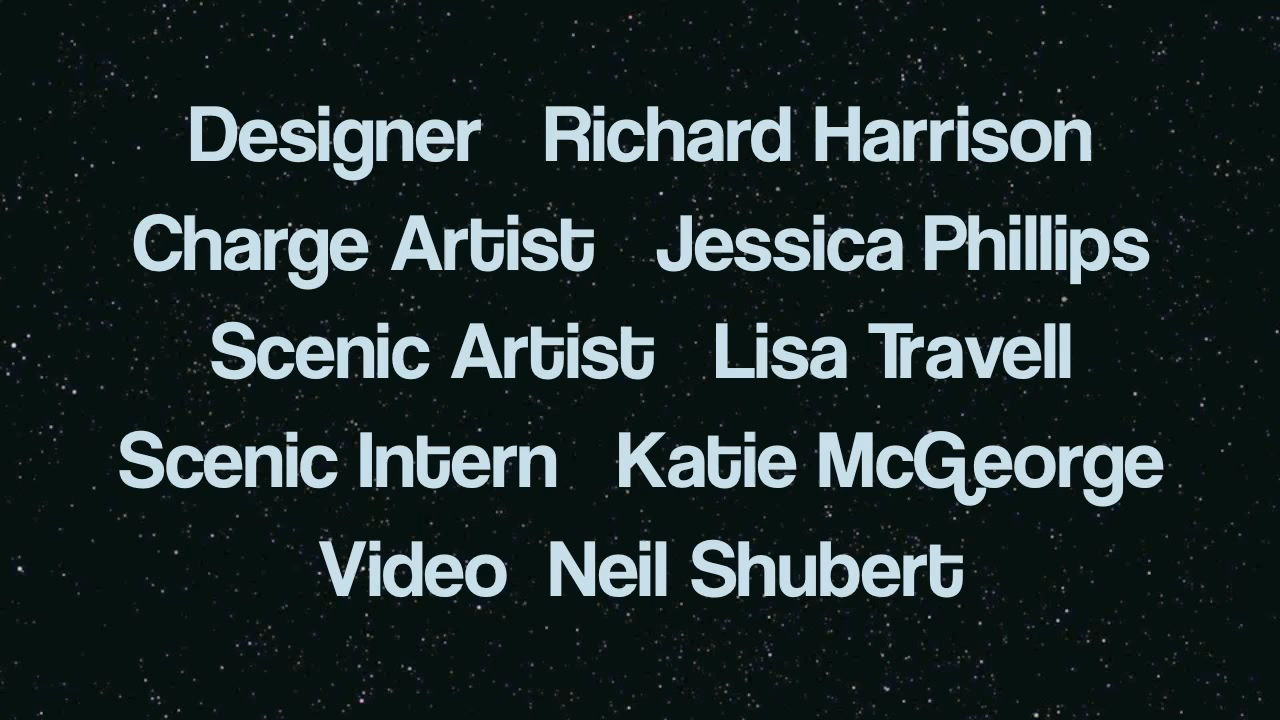 Designer Richard Harrison
Charge Artist Jessica Phillips
Scenic Artist Lisa Travell
Scenic Intern Katie McGeorge
Video Neil Shubert